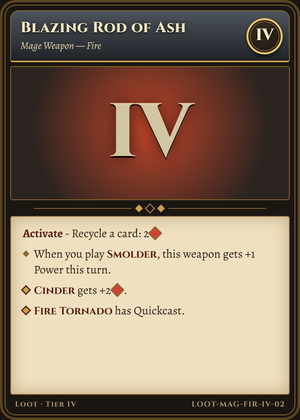 Blazing Rod of Ash
Mage Weapon — Fire
IV
IV
Activate - Recycle a card: 2
When you play Smolder, this weapon gets +1
Power this turn.
Cinder gets +2.
Fire Tornado has Quickcast.
Loot · Tier IV
LOOT-MAG-FIR-IV-02